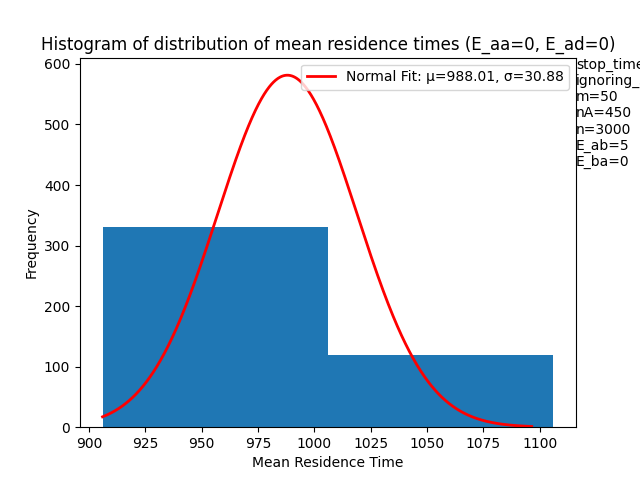 Histogram of distribution of mean residence times (E_aa=0, E_ad=0)
Normal Fit: μ=988.01, σ=30.88
stop_time
ignoring_
m=50
nA=450
n=3000
E_ab=5
E_ba=0
Frequency
600
500
400
300
200
100
0
900 925 950 975 1000 1025 1050 1075 1100
Mean Residence Time